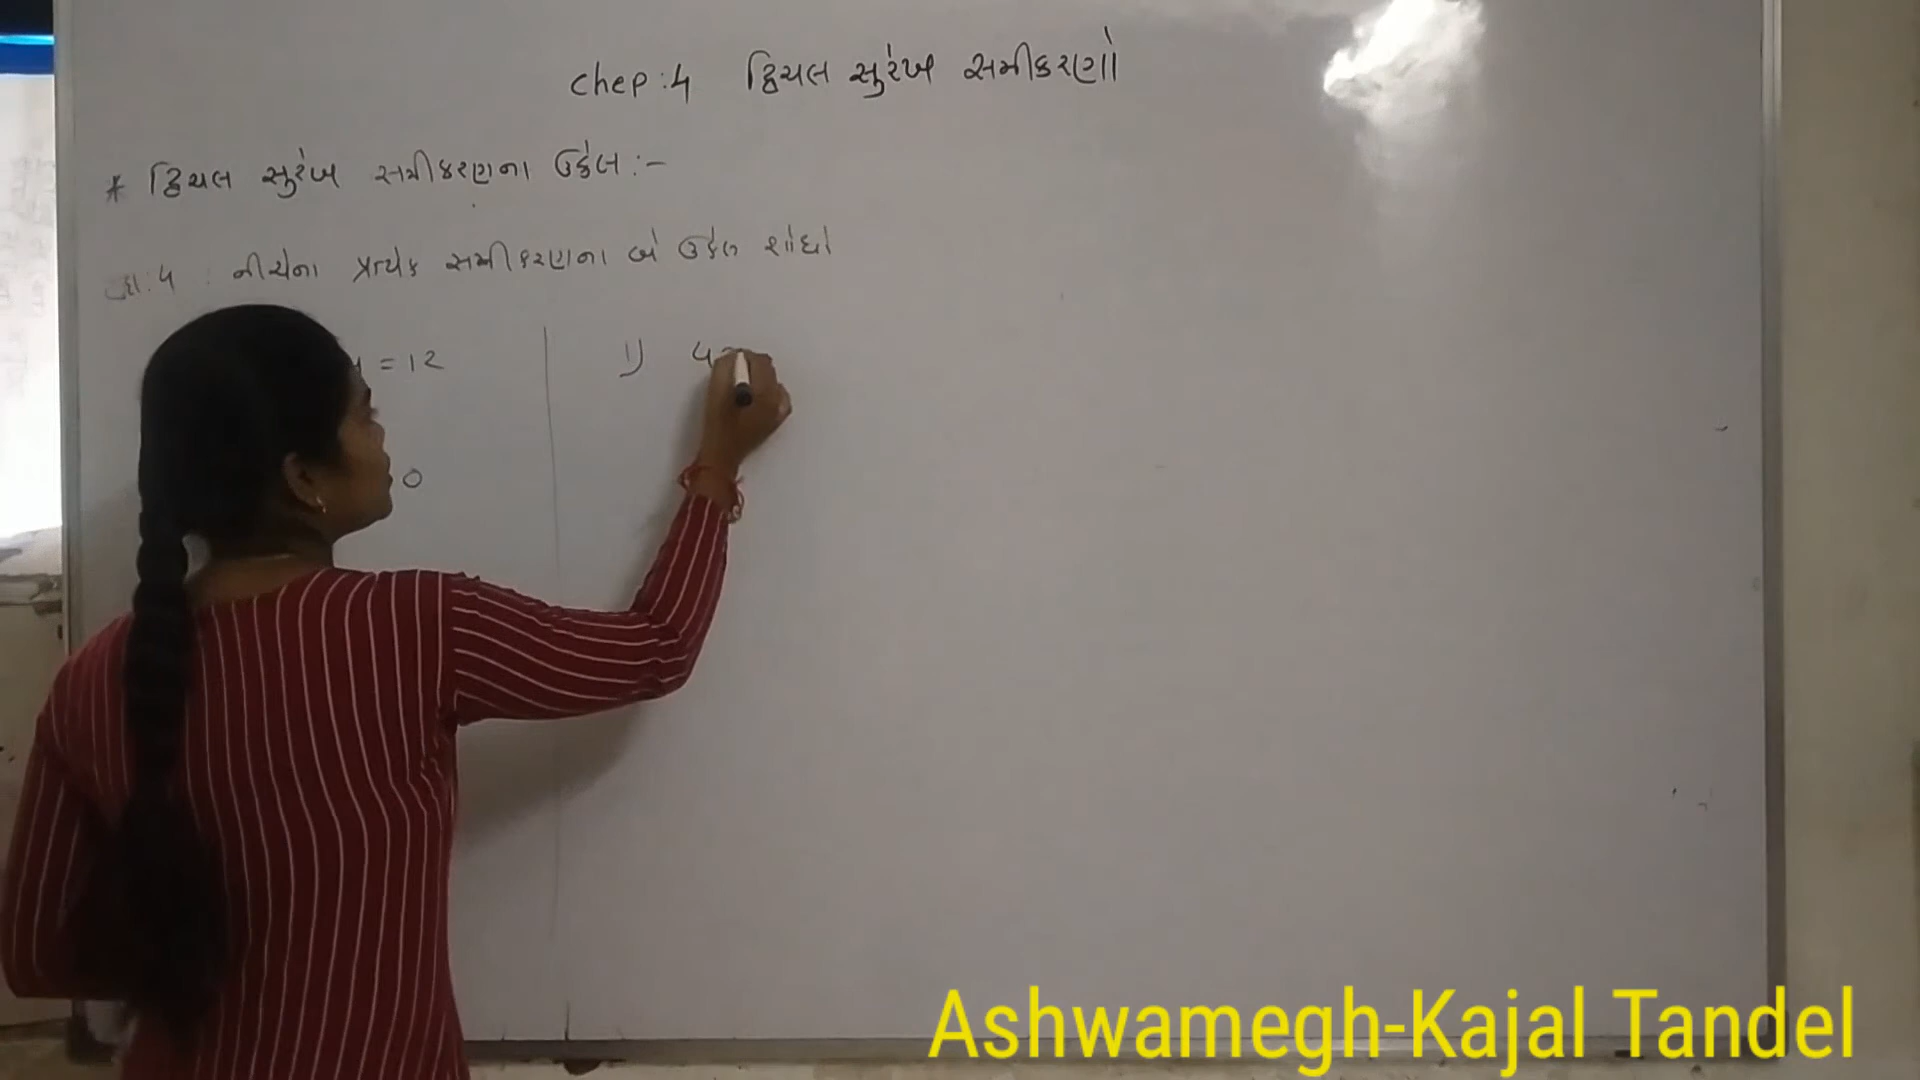 chep : 4 દ્વિચલ સુરેખ સમીકરણો
* દ્વિચલ સુરેખ સમીકરણના ઉકેલ :-
દા : 4 : નીચેના પ્રત્યેક સમીકરણના બે ઉકેલ શોધો
= 12
1) 4
0
Ashwamegh-Kajal Tandel